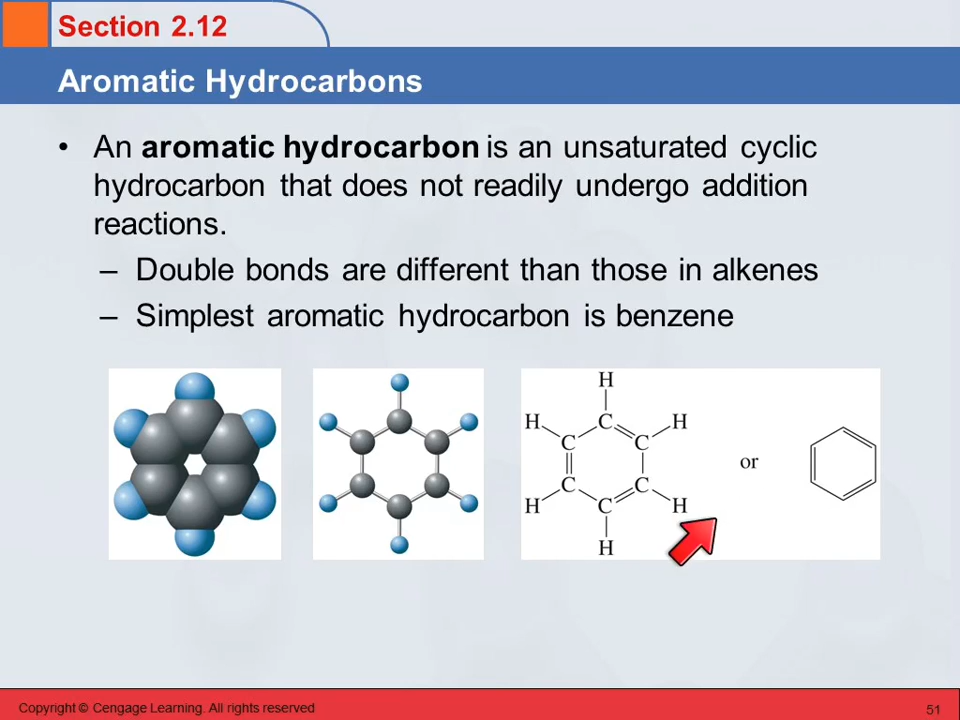 Section 2.12
Aromatic Hydrocarbons
• An aromatic hydrocarbon is an unsaturated cyclic
hydrocarbon that does not readily undergo addition
reactions.
– Double bonds are different than those in alkenes
– Simplest aromatic hydrocarbon is benzene
H
H C H
C C
or
C C
H C H
H
Copyright © Cengage Learning. All rights reserved 51